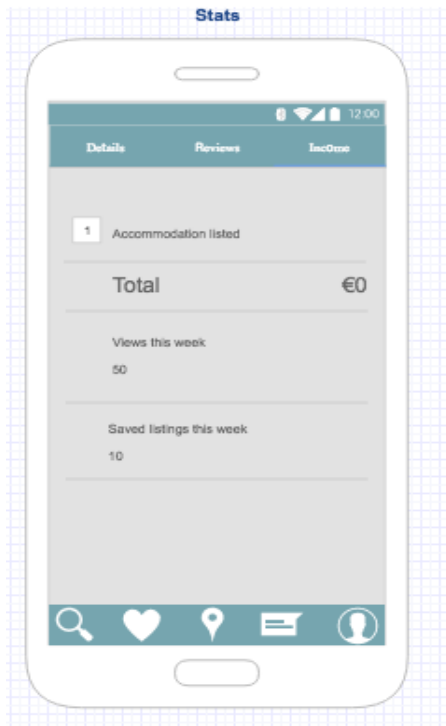 Stats
12:00
Details Reviews Income
1 Accommodation listed
Total €0
Views this week
50
Saved listings this week
10